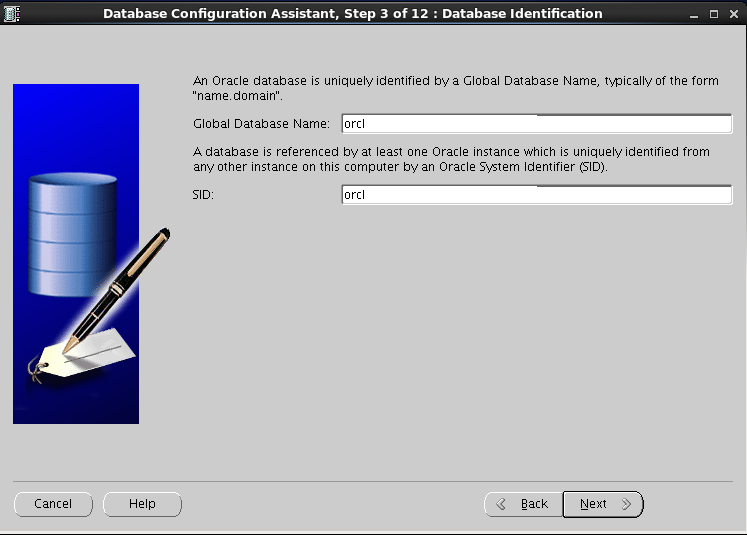 Database Configuration Assistant, Step 3 of 12 : Database Identification
An Oracle database is uniquely identified by a Global Database Name, typically of the form
"name.domain".
Global Database Name: orcl
A database is referenced by at least one Oracle instance which is uniquely identified from
any other instance on this computer by an Oracle System Identifier (SID).
SID: orcl
Cancel Help Back Next